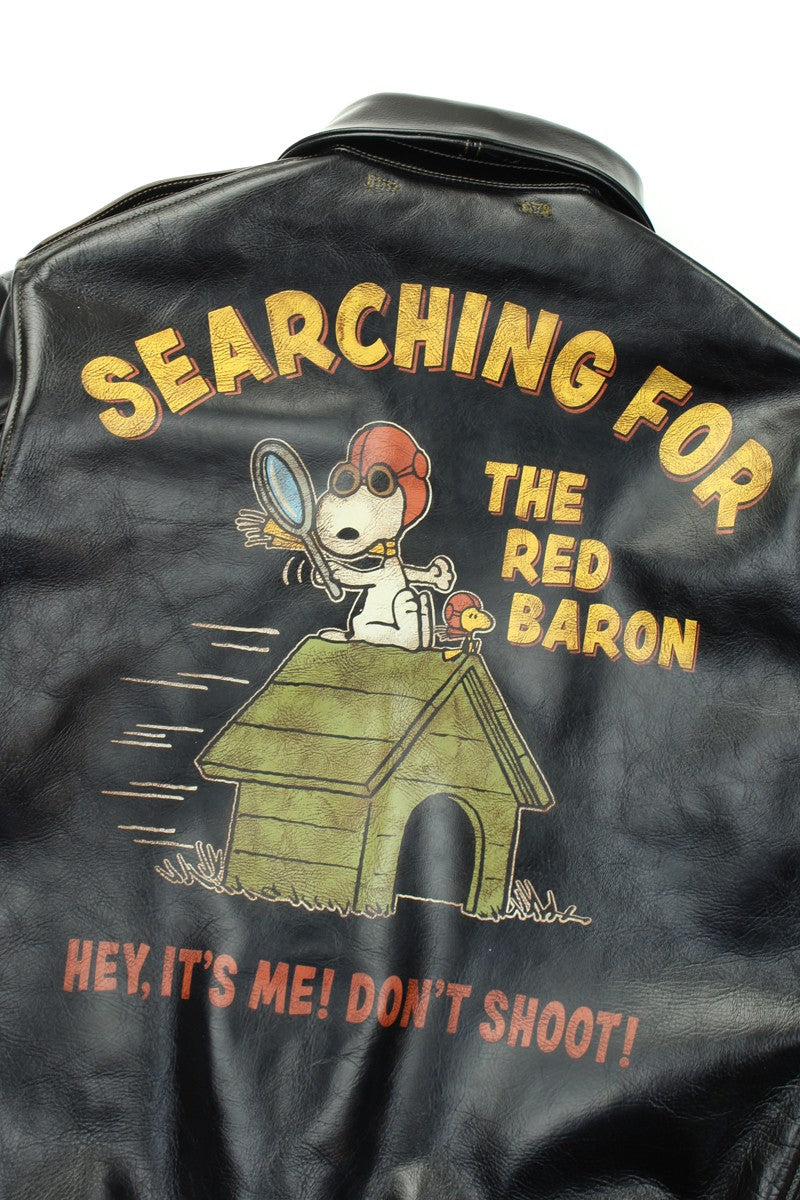 SEARCHING FOR
THE
RED
BARON
HEY, IT'S ME! DON'T SHOOT!